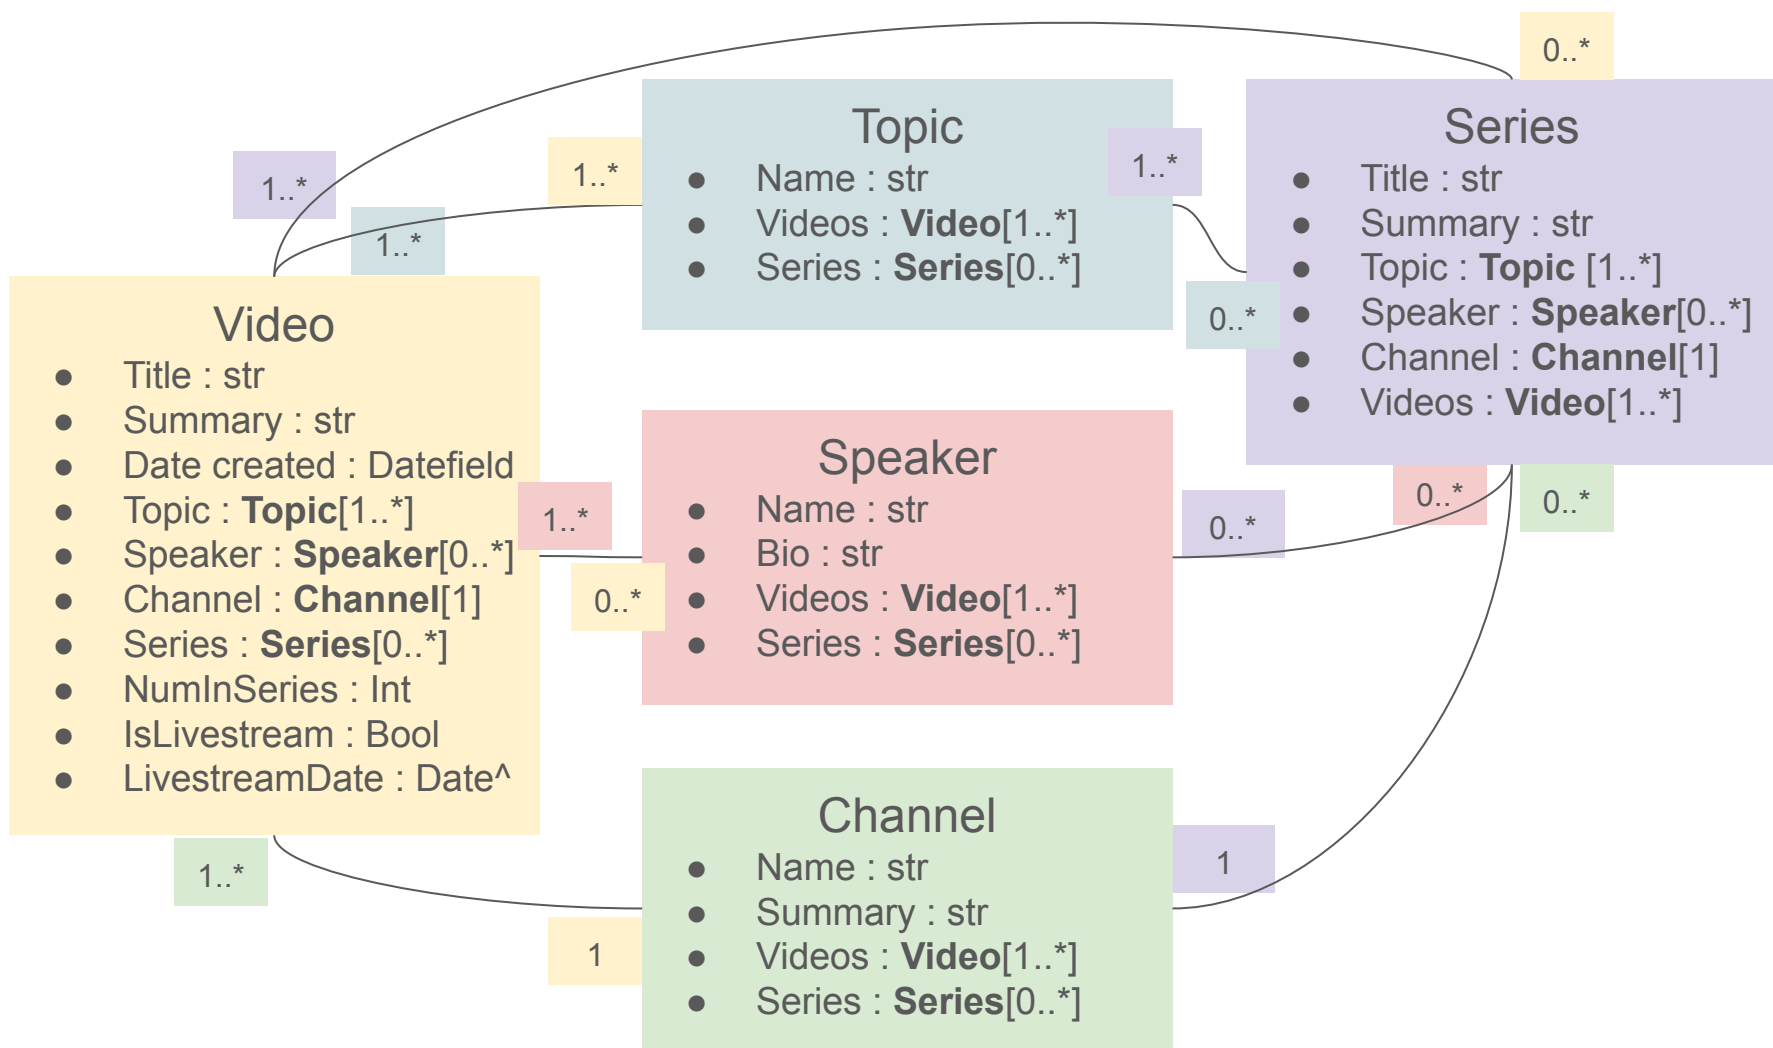 0..*
Topic
● Name : str
● Videos : Video[1..*]
● Series : Series[0..*]
1..*
Series
● Title : str
● Summary : str
● Topic : Topic [1..*]
● Speaker : Speaker[0..*]
● Channel : Channel[1]
● Videos : Video[1..*]
1..*
1..*
1..*
0..*
Video
● Title : str
● Summary : str
● Date created : Datefield
● Topic : Topic[1..*]
● Speaker : Speaker[0..*]
● Channel : Channel[1]
● Series : Series[0..*]
● NumInSeries : Int
● IsLivestream : Bool
● LivestreamDate : Date^
1..*
0..*
Speaker
● Name : str
● Bio : str
● Videos : Video[1..*]
● Series : Series[0..*]
0..*
0..*
0..*
1..*
1
Channel
● Name : str
● Summary : str
● Videos : Video[1..*]
● Series : Series[0..*]
1